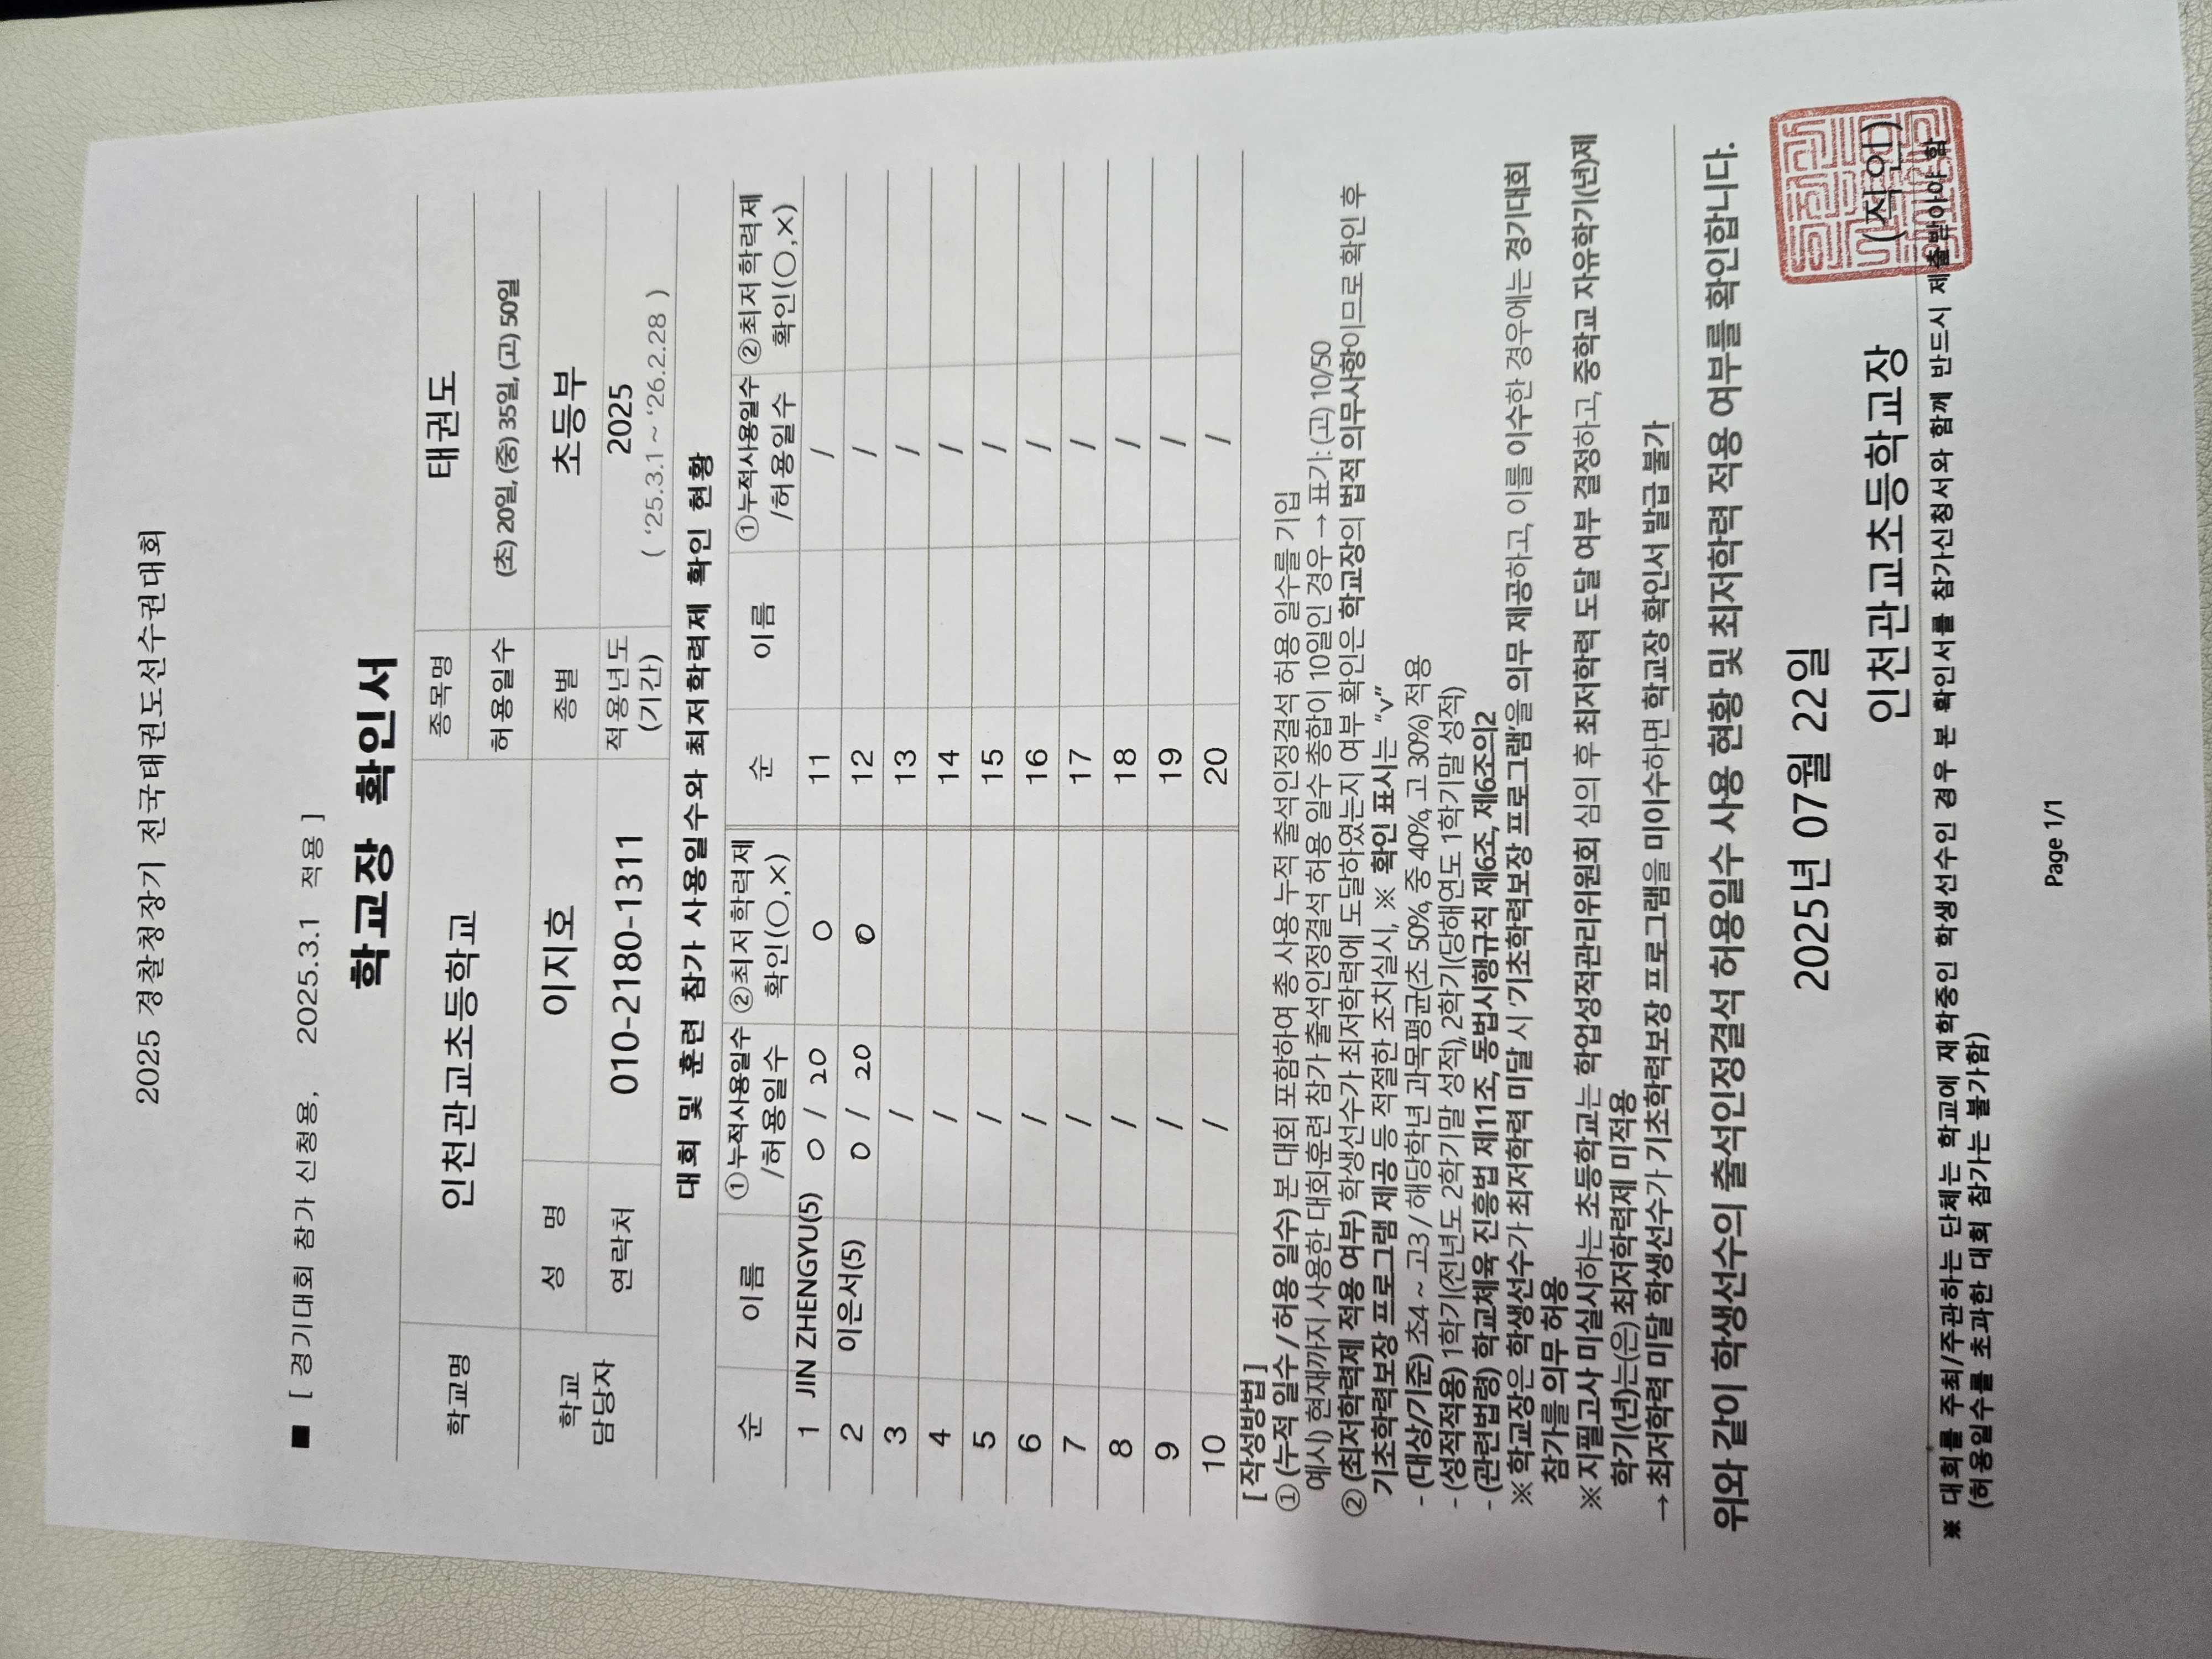 2025 경찰청장기 전국태권도선수권대회
■ [ 경기대회 참가 신청용, 2025.3.1 적용 ]
학교장 확인서
학교명 인천관교초등학교 종목명 태권도
허용일수 (초) 20일, (중) 35일, (고) 50일
학교 담당자 성 명 이지호 종별 초등부
연락처 010-2180-1311 적용년도 (기간) 2025 ( ‘25.3.1 ~ ‘26.2.28 )
대회 및 훈련 참가 사용일수와 최저학력제 확인 현황
순 이름 ①누적사용일수 /허용일수 ②최저학력제 확인(○,×) 순 이름 ①누적사용일수 /허용일수 ②최저학력제 확인(○,×)
1 JIN ZHENGYU(5) 0 / 20 ○ 11 /
2 이은서(5) 0 / 20 ○ 12 /
3 / 13 /
4 / 14 /
5 / 15 /
6 / 16 /
7 / 17 /
8 / 18 /
9 / 19 /
10 / 20 /
[ 작성방법 ]
① (누적 일수 / 허용 일수) 본 대회 포함하여 총 사용 누적 출석인정결석 허용 일수를 기입
예시) 현재까지 사용한 대회훈련 참가 출석인정결석 허용 일수 총합이 10일인 경우 → 표기: (고) 10/50
② (최저학력제 적용 여부) 학생선수가 최저학력에 도달하였는지 여부 확인은 학교장의 법적 의무사항이므로 확인 후
기초학력보장 프로그램 제공 등 적절한 조치실시, ※ 확인 표시는 “v”
- (대상/기준) 초4 ~ 고3 / 해당학년 과목평균(초 50%, 중 40%, 고 30%) 적용
- (성적적용) 1학기(전년도 2학기말 성적), 2학기(당해연도 1학기말 성적)
- (관련법령) 학교체육 진흥법 제11조, 동법시행규칙 제6조, 제6조의2
※ 학교장은 학생선수가 최저학력 미달 시 ‘기초학력보장 프로그램’을 의무 제공하고, 이를 이수한 경우에는 경기대회
참가를 의무 허용
※ 지필고사 미실시하는 초등학교는 학업성적관리위원회 심의 후 최저학력 도달 여부 결정하고, 중학교 자유학기(년)제
학기(년)는(은) 최저학력제 미적용
→ 최저학력 미달 학생선수가 기초학력보장 프로그램을 미이수하면 학교장 확인서 발급 불가
위와 같이 학생선수의 출석인정결석 허용일수 사용 현황 및 최저학력 적용 여부를 확인합니다.
2025년 07월 22일
인천관교초등학교장 (직인)
※ 대회를 주최/주관하는 단체는 학교에 재학중인 학생선수인 경우 본 확인서를 참가신청서와 함께 반드시 제출받아야 함
(허용일수를 초과한 대회 참가는 불가함)
Page 1/1